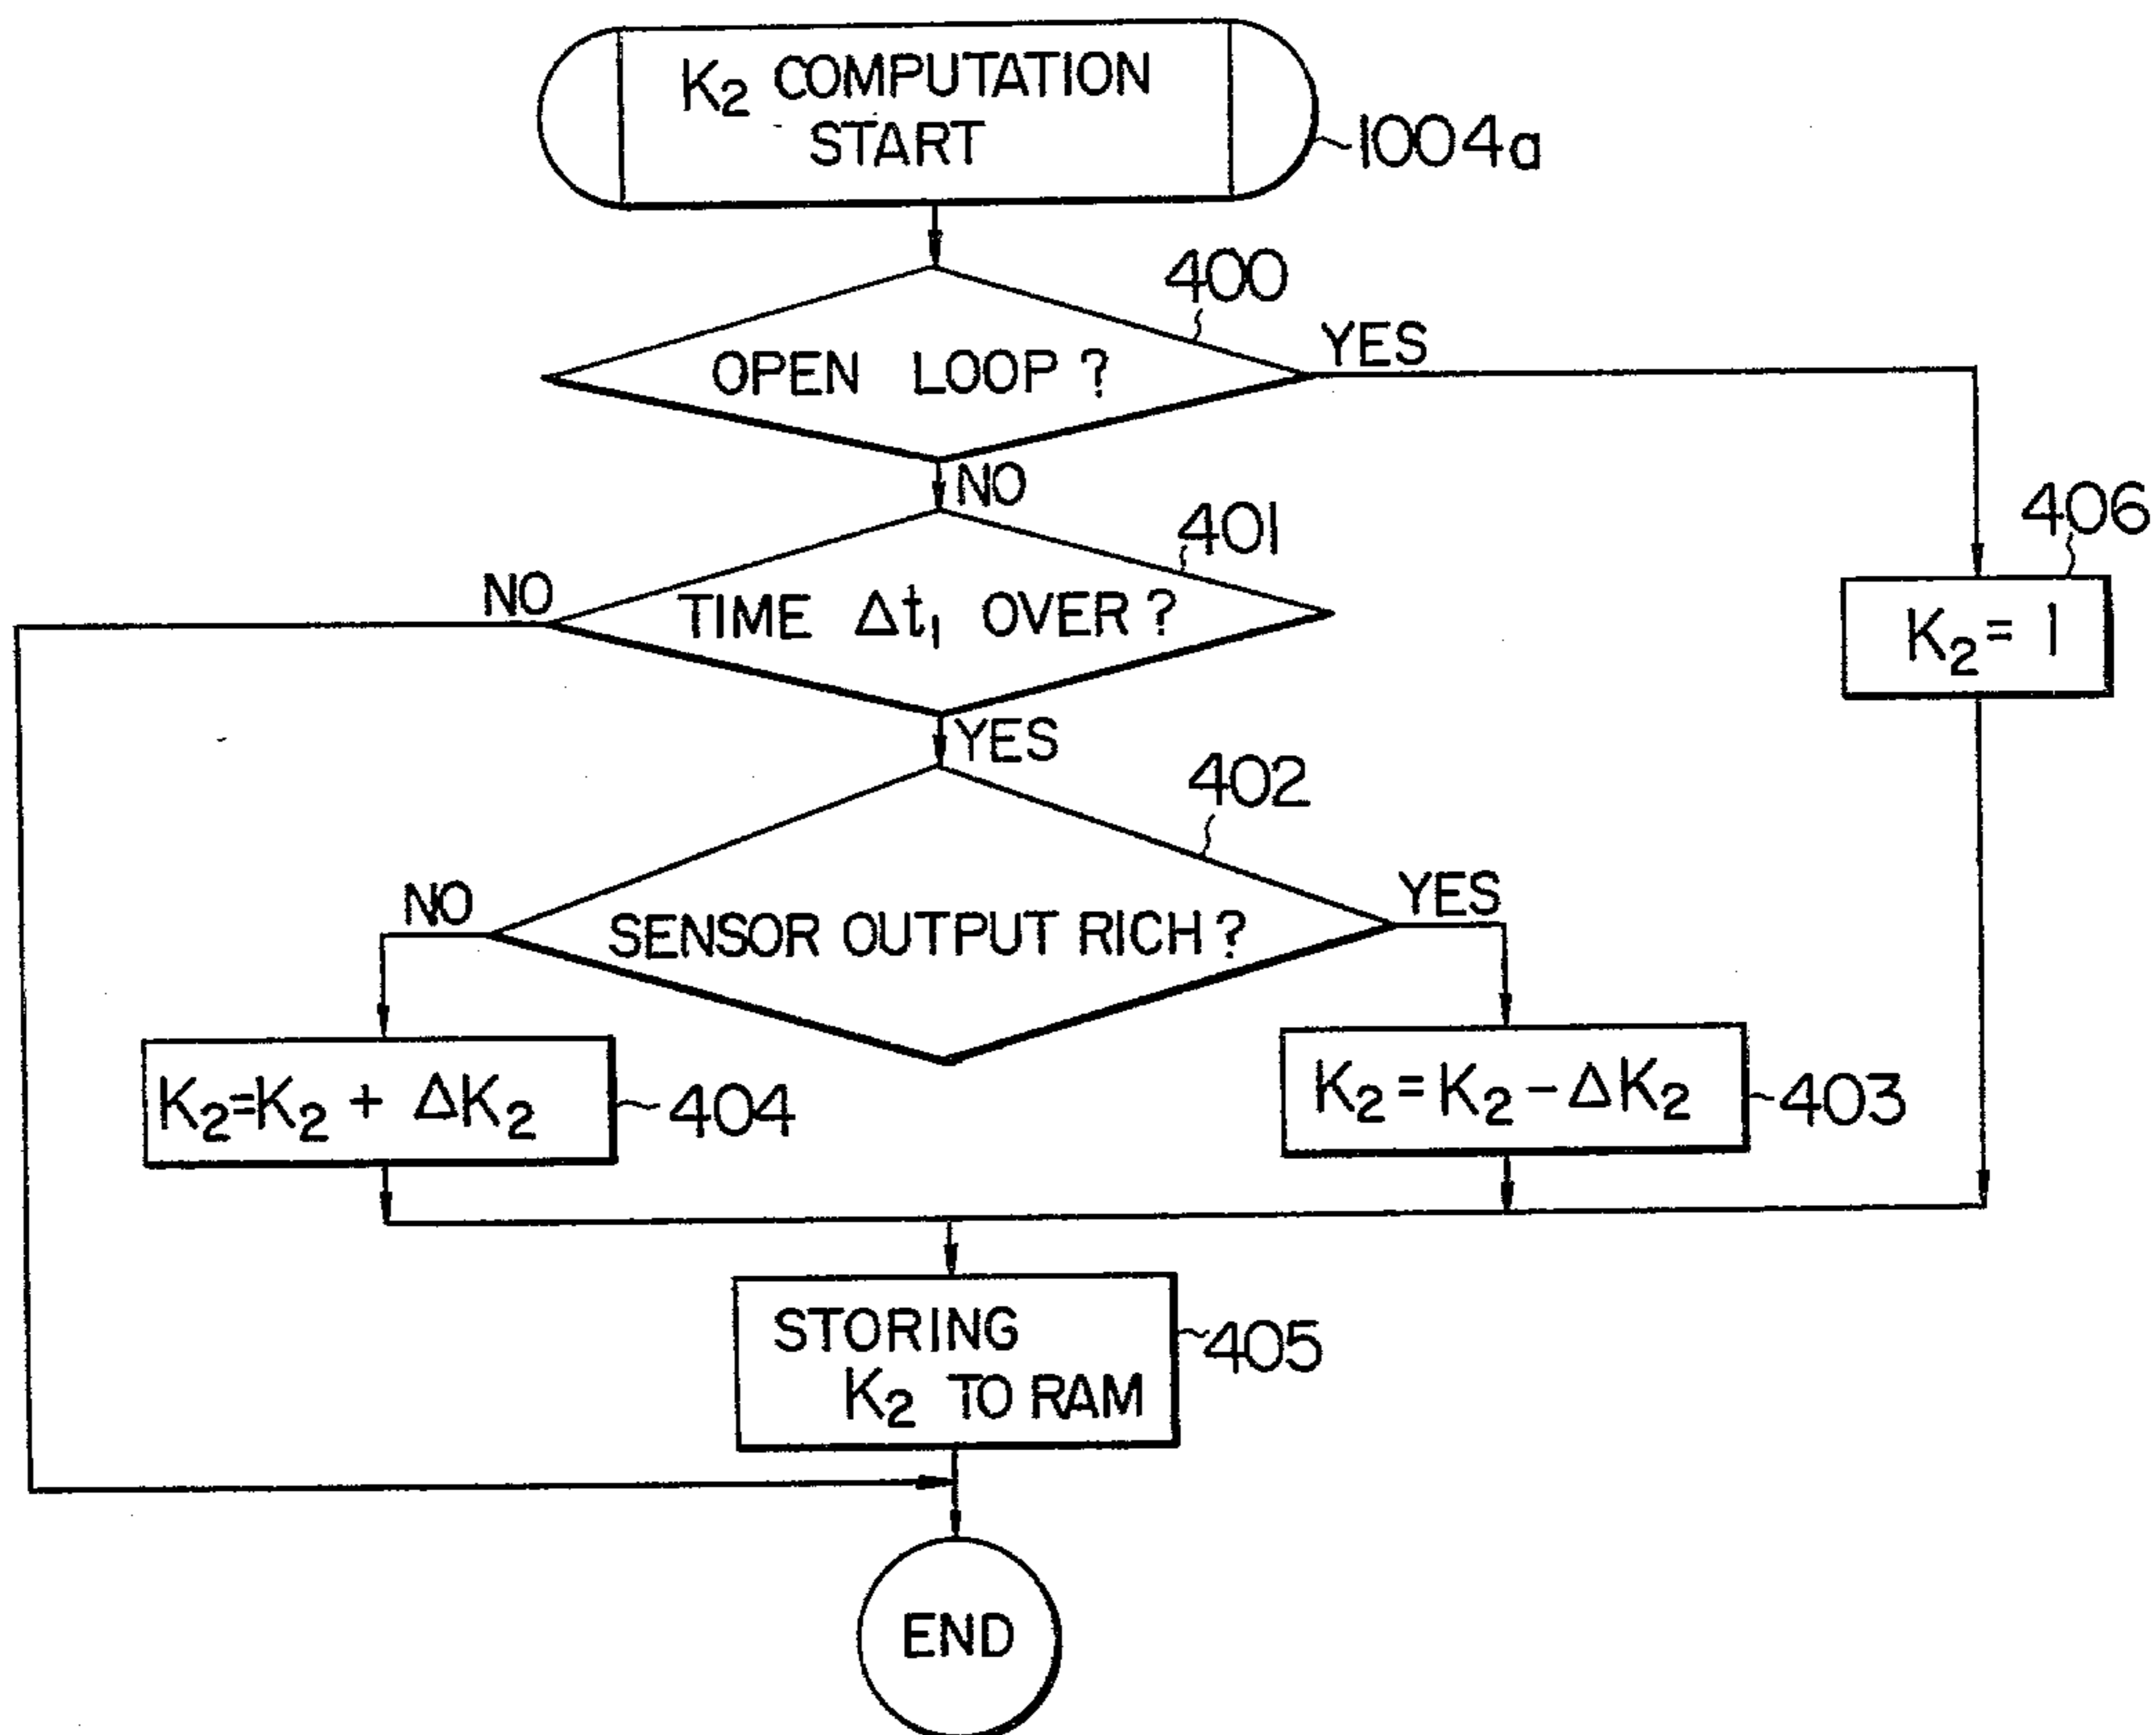 K₂ COMPUTATION
START
1004a
400
OPEN LOOP ?
YES
NO
401
406
NO
TIME Δt₁ OVER ?
K₂ = 1
YES
402
NO
YES
SENSOR OUTPUT RICH ?
K₂=K₂ + ΔK₂
404
K₂ = K₂ - ΔK₂
403
STORING
K₂ TO RAM
405
END